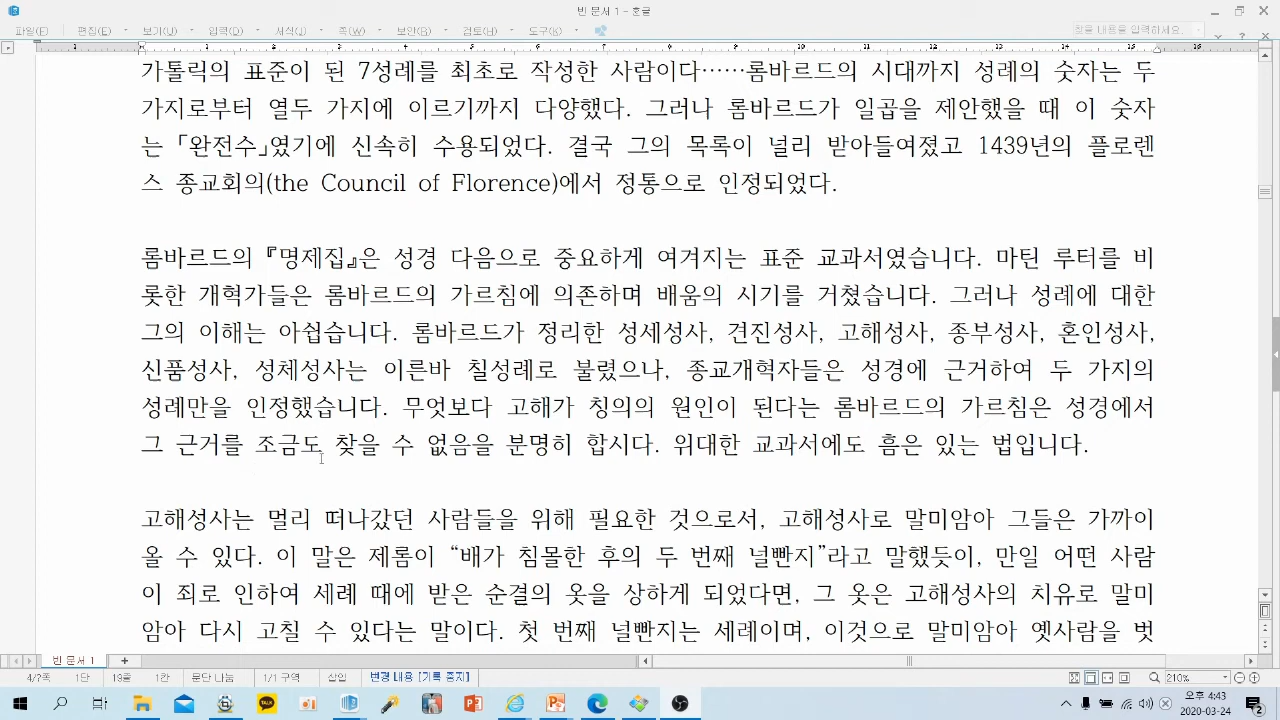 빈 문서 1 - 흔글
파일(F) 편집(E) 보기(U) 입력(D) 서식(J) 쪽(W) 보안(B) 검토(H) 도구(K) 찾을 내용을 입력하세요.
가톨릭의 표준이 된 7성례를 최초로 작성한 사람이다……롬바르드의 시대까지 성례의 숫자는 두
가지로부터 열두 가지에 이르기까지 다양했다. 그러나 롬바르드가 일곱을 제안했을 때 이 숫자
는 「완전수」였기에 신속히 수용되었다. 결국 그의 목록이 널리 받아들여졌고 1439년의 플로렌
스 종교회의(the Council of Florence)에서 정통으로 인정되었다.
롬바르드의 『명제집』은 성경 다음으로 중요하게 여겨지는 표준 교과서였습니다. 마틴 루터를 비
롯한 개혁가들은 롬바르드의 가르침에 의존하며 배움의 시기를 거쳤습니다. 그러나 성례에 대한
그의 이해는 아쉽습니다. 롬바르드가 정리한 성세성사, 견진성사, 고해성사, 종부성사, 혼인성사,
신품성사, 성체성사는 이른바 칠성례로 불렸으나, 종교개혁자들은 성경에 근거하여 두 가지의
성례만을 인정했습니다. 무엇보다 고해가 칭의의 원인이 된다는 롬바르드의 가르침은 성경에서
그 근거를 조금도 찾을 수 없음을 분명히 합시다. 위대한 교과서에도 흠은 있는 법입니다.
고해성사는 멀리 떠나갔던 사람들을 위해 필요한 것으로서, 고해성사로 말미암아 그들은 가까이
올 수 있다. 이 말은 제롬이 “배가 침몰한 후의 두 번째 널빤지”라고 말했듯이, 만일 어떤 사람
이 죄로 인하여 세례 때에 받은 순결의 옷을 상하게 되었다면, 그 옷은 고해성사의 치유로 말미
암아 다시 고칠 수 있다는 말이다. 첫 번째 널빤지는 세례이며, 이것으로 말미암아 옛사람을 벗
빈 문서 1
4/7쪽 1단 19줄 1칸 문단 나눔 1/1 구역 삽입 변경 내용 [기록 중지] 210%
TALK
오후 4:43
2020-03-24